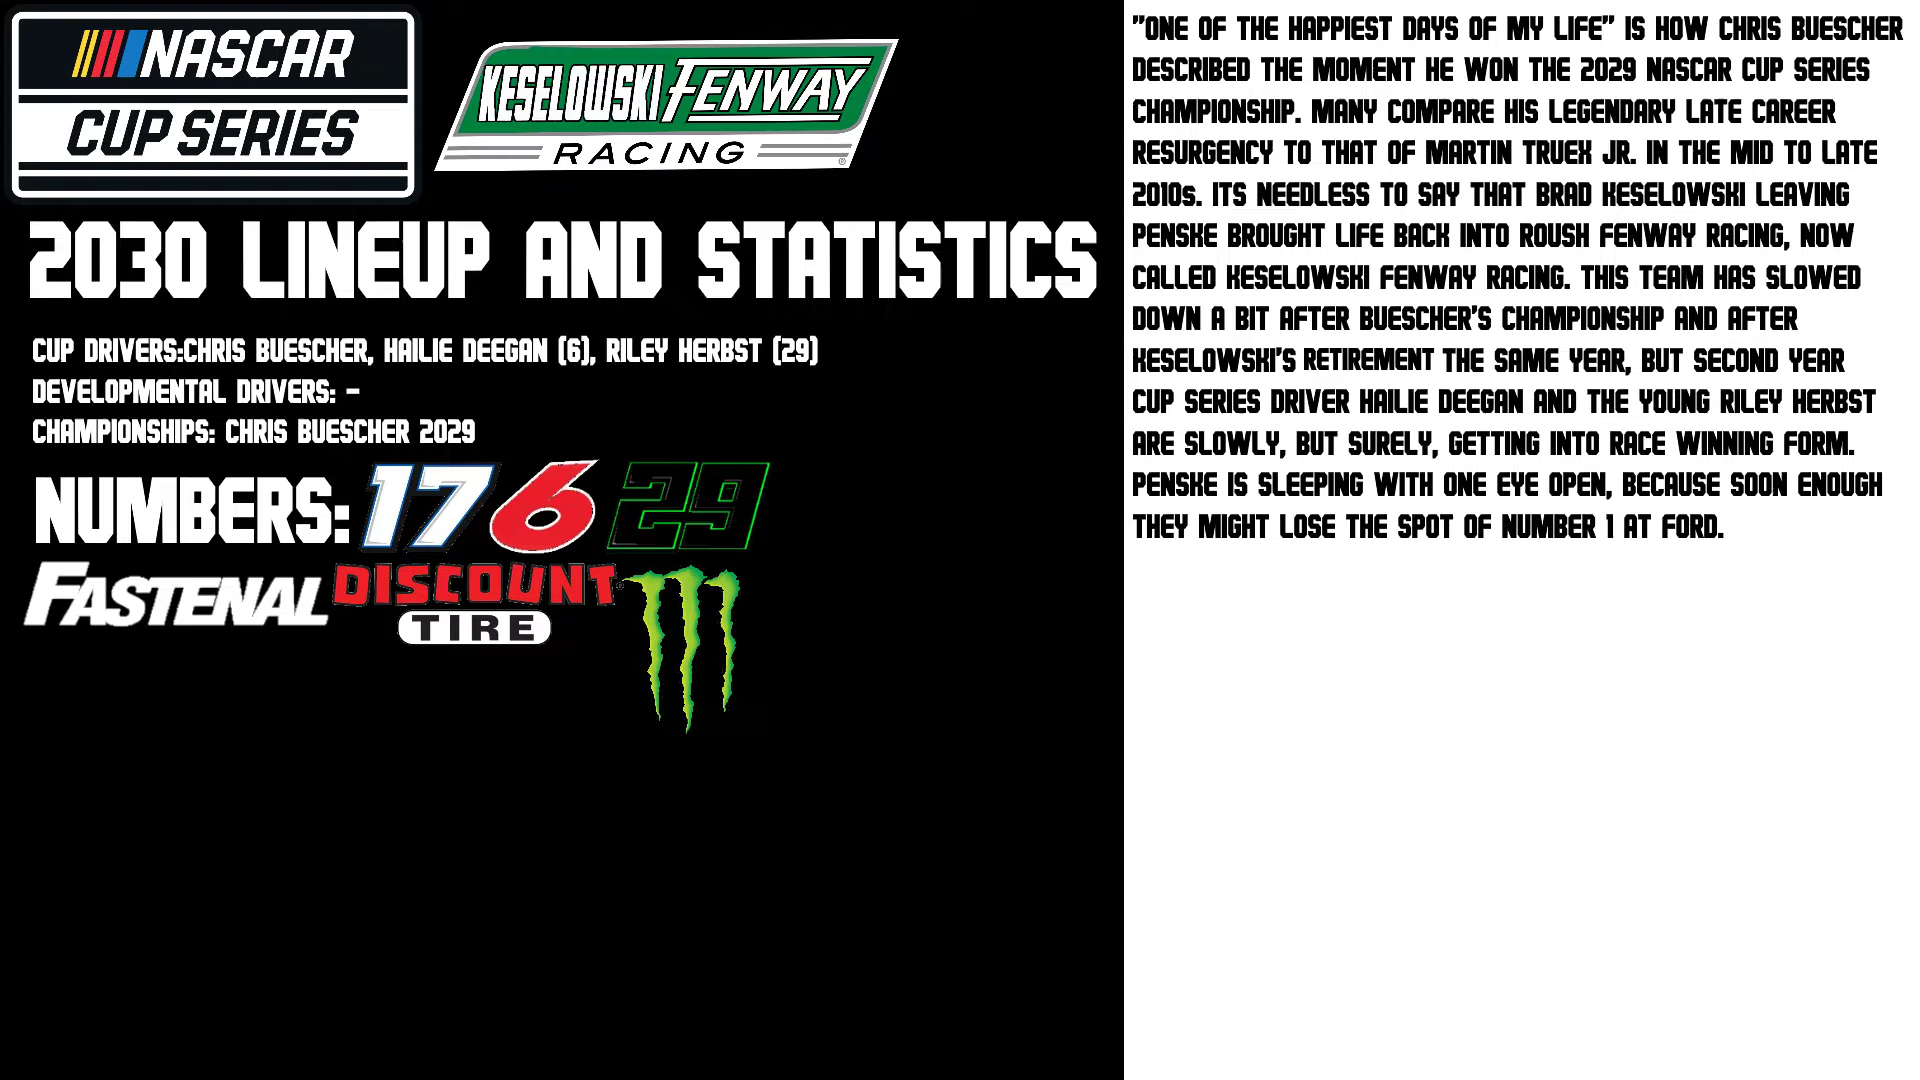 NASCAR
CUP SERIES
KESELOWSKI FENWAY
RACING
2030 LINEUP AND STATISTICS
CUP DRIVERS:CHRIS BUESCHER, HAILIE DEEGAN (6), RILEY HERBST (29)
DEVELOPMENTAL DRIVERS: -
CHAMPIONSHIPS: CHRIS BUESCHER 2029
NUMBERS: 17 6 29
FASTENAL DISCOUNT
TIRE
"ONE OF THE HAPPIEST DAYS OF MY LIFE" IS HOW CHRIS BUESCHER
DESCRIBED THE MOMENT HE WON THE 2029 NASCAR CUP SERIES
CHAMPIONSHIP. MANY COMPARE HIS LEGENDARY LATE CAREER
RESURGENCY TO THAT OF MARTIN TRUEX JR. IN THE MID TO LATE
2010s. ITS NEEDLESS TO SAY THAT BRAD KESELOWSKI LEAVING
PENSKE BROUGHT LIFE BACK INTO ROUSH FENWAY RACING, NOW
CALLED KESELOWSKI FENWAY RACING. THIS TEAM HAS SLOWED
DOWN A BIT AFTER BUESCHER'S CHAMPIONSHIP AND AFTER
KESELOWSKI'S RETIREMENT THE SAME YEAR, BUT SECOND YEAR
CUP SERIES DRIVER HAILIE DEEGAN AND THE YOUNG RILEY HERBST
ARE SLOWLY, BUT SURELY, GETTING INTO RACE WINNING FORM.
PENSKE IS SLEEPING WITH ONE EYE OPEN, BECAUSE SOON ENOUGH
THEY MIGHT LOSE THE SPOT OF NUMBER 1 AT FORD.